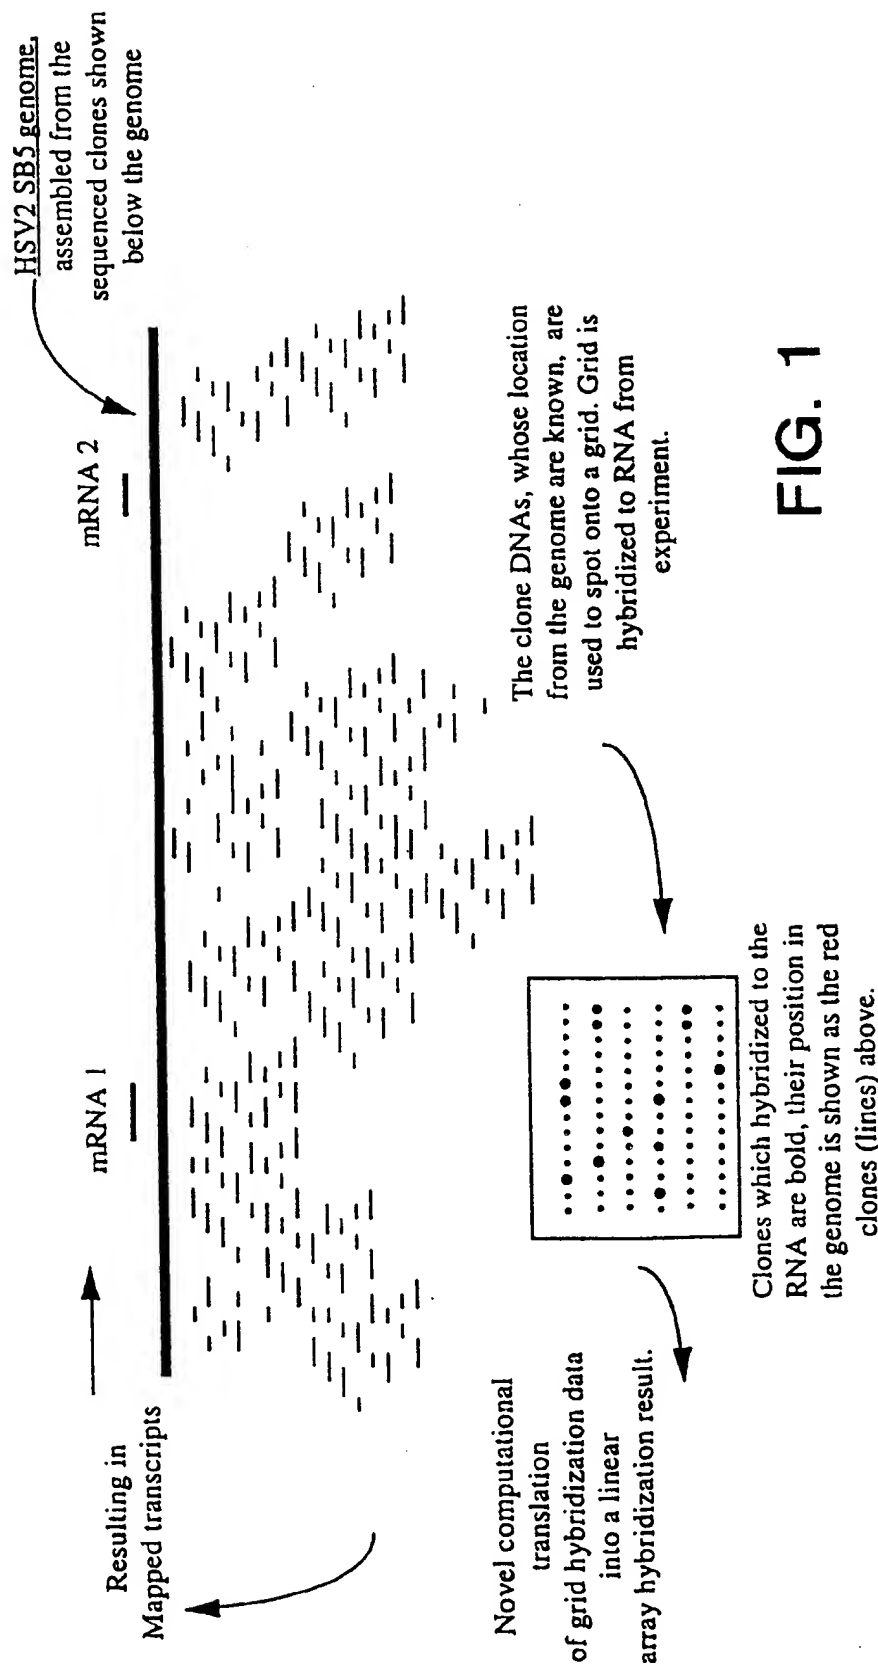 HSV2 SB5 genome,
assembled from the
sequenced clones shown
below the genome
mRNA 2
mRNA 1
Resulting in
Mapped transcripts
The clone DNAs, whose location
from the genome are known, are
used to spot onto a grid. Grid is
hybridized to RNA from
experiment.
Clones which hybridized to the
RNA are bold, their position in
the genome is shown as the red
clones (lines) above.
Novel computational
translation
of grid hybridization data
into a linear
array hybridization result.
FIG. 1